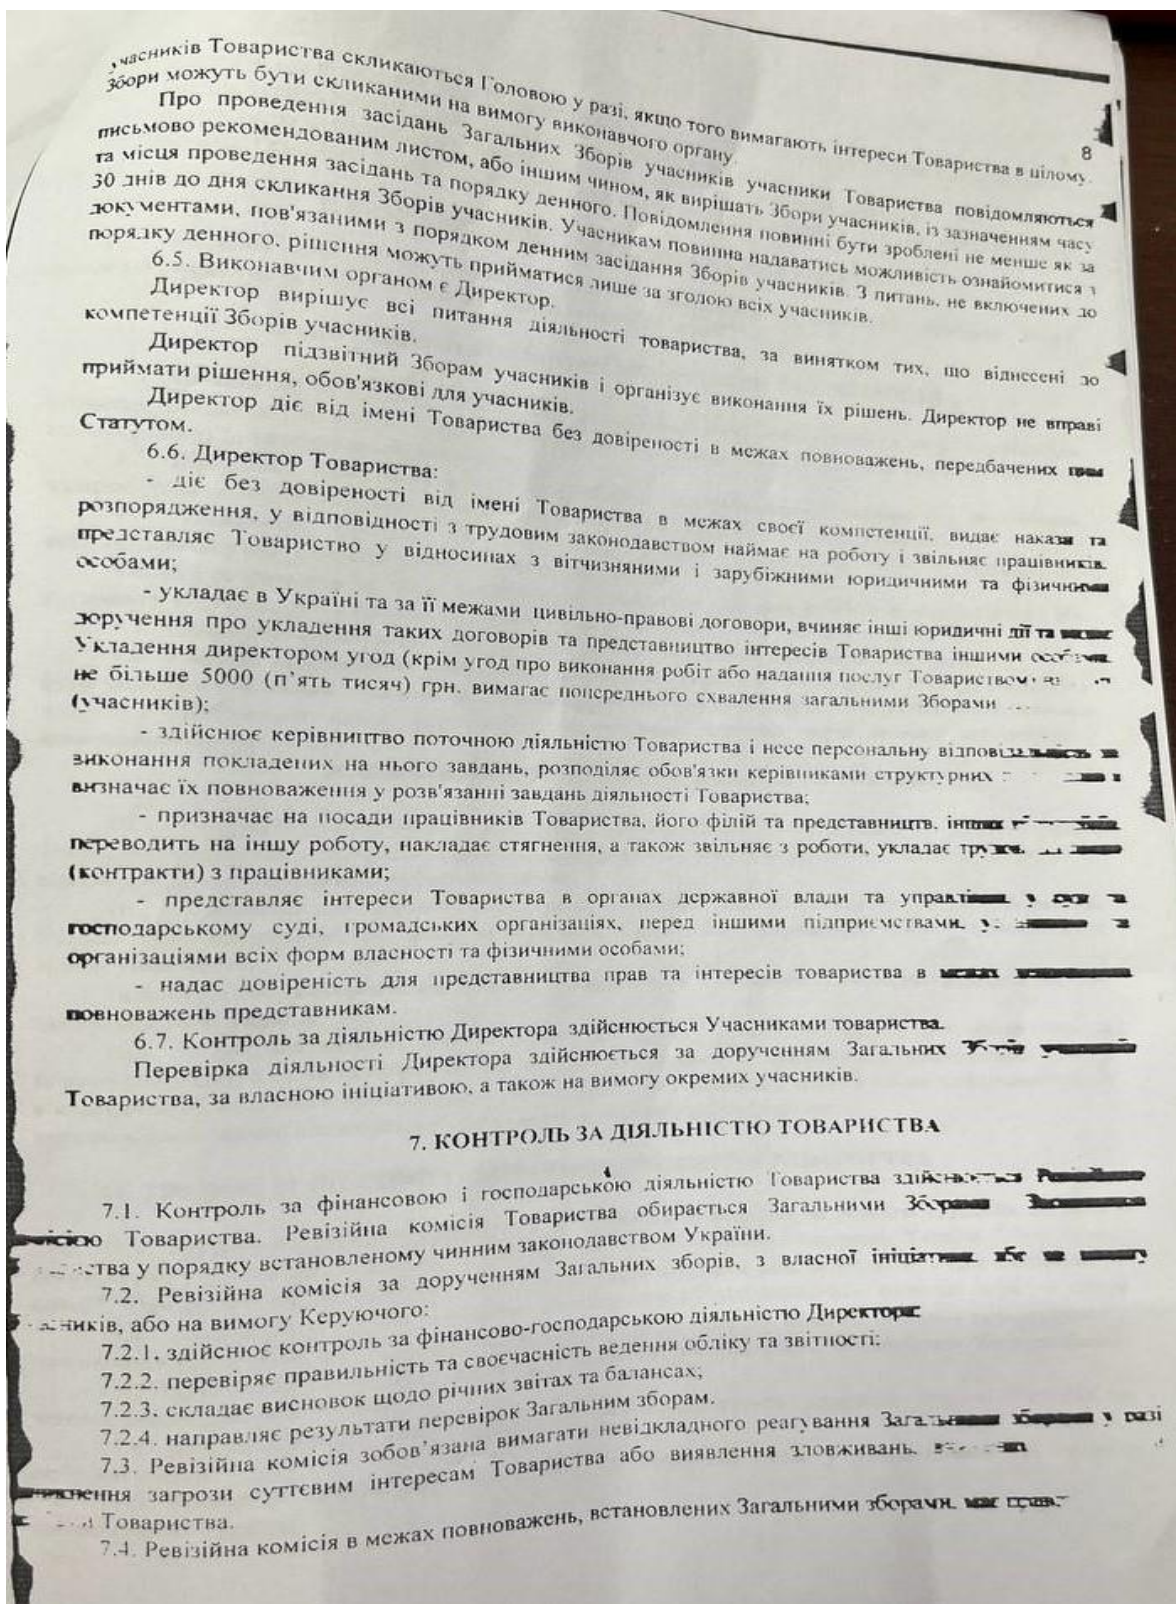 часників Товариства скликаються Головою у разі, якщо того вимагають інтереси Товариства в цілому.
Збори можуть бути скликаними на вимогу виконавчого органу.
8
Про проведення засідань Загальних Зборів учасників учасники Товариства повідомляються
письмово рекомендованим листом, або іншим чином, як вирішать Збори учасників, із зазначенням часу
та місця проведення засідань та порядку денного. Повідомлення повинні бути зроблені не менше як за
30 днів до дня скликання Зборів учасників. Учасникам повинна надаватись можливість ознайомитися з
документами, пов'язаними з порядком денним засідання Зборів учасників. З питань, не включених до
порядку денного, рішення можуть прийматися лише за згодою всіх учасників.
6.5. Виконавчим органом є Директор.
Директор вирішує всі питання діяльності товариства, за винятком тих, що віднесені до
компетенції Зборів учасників.
Директор підзвітний Зборам учасників і організує виконання їх рішень. Директор не вправі
приймати рішення, обов'язкові для учасників.
Директор діє від імені Товариства без довіреності в межах повноважень, передбачених цим
Статутом.
6.6. Директор Товариства:
- діє без довіреності від імені Товариства в межах своєї компетенції, видає накази та
розпорядження, у відповідності з трудовим законодавством наймає на роботу і звільняє працівників,
представляє Товариство у відносинах з вітчизняними і зарубіжними юридичними та фізичними
особами;
- укладає в Україні та за її межами цивільно-правові договори, вчиняє інші юридичні дії та
доручення про укладення таких договорів та представництво інтересів Товариства іншими особами.
Укладення директором угод (крім угод про виконання робіт або надання послуг Товариством)
не більше 5000 (п’ять тисяч) грн. вимагає попереднього схвалення загальними Зборами
(учасників);
- здійснює керівництво поточною діяльністю Товариства і несе персональну відповідальність за
виконання покладених на нього завдань, розподіляє обов'язки керівниками структурних
визначає їх повноваження у розв'язанні завдань діяльності Товариства;
- призначає на посади працівників Товариства, його філій та представництв, інших
переводить на іншу роботу, накладає стягнення, а також звільняє з роботи, укладає
(контракти) з працівниками;
- представляє інтереси Товариства в органах державної влади та управління, у суді та
господарському суді, громадських організаціях, перед іншими підприємствами,
організаціями всіх форм власності та фізичними особами;
- надає довіреність для представництва прав та інтересів товариства в межах
повноважень представникам.
6.7. Контроль за діяльністю Директора здійснюється Учасниками товариства.
Перевірка діяльності Директора здійснюється за дорученням Загальних Зборів
Товариства, за власною ініціативою, а також на вимогу окремих учасників.
7. КОНТРОЛЬ ЗА ДІЯЛЬНІСТЮ ТОВАРИСТВА
7.1. Контроль за фінансовою і господарською діяльністю Товариства здійснюється
Товариства. Ревізійна комісія Товариства обирається Загальними Зборами
у порядку встановленому чинним законодавством України.
7.2. Ревізійна комісія за дорученням Загальних зборів, з власної ініціативи, або на
або на вимогу Керуючого:
7.2.1. здійснює контроль за фінансово-господарською діяльністю Директора;
7.2.2. перевіряє правильність та своєчасність ведення обліку та звітності;
7.2.3. складає висновок щодо річних звітах та балансах;
7.2.4. направляє результати перевірок Загальним зборам.
7.3. Ревізійна комісія зобов’язана вимагати невідкладного реагування у разі
загрози суттєвим інтересам Товариства або виявлення зловживань,
Товариства.
7.4. Ревізійна комісія в межах повноважень, встановлених Загальними зборами, має право: